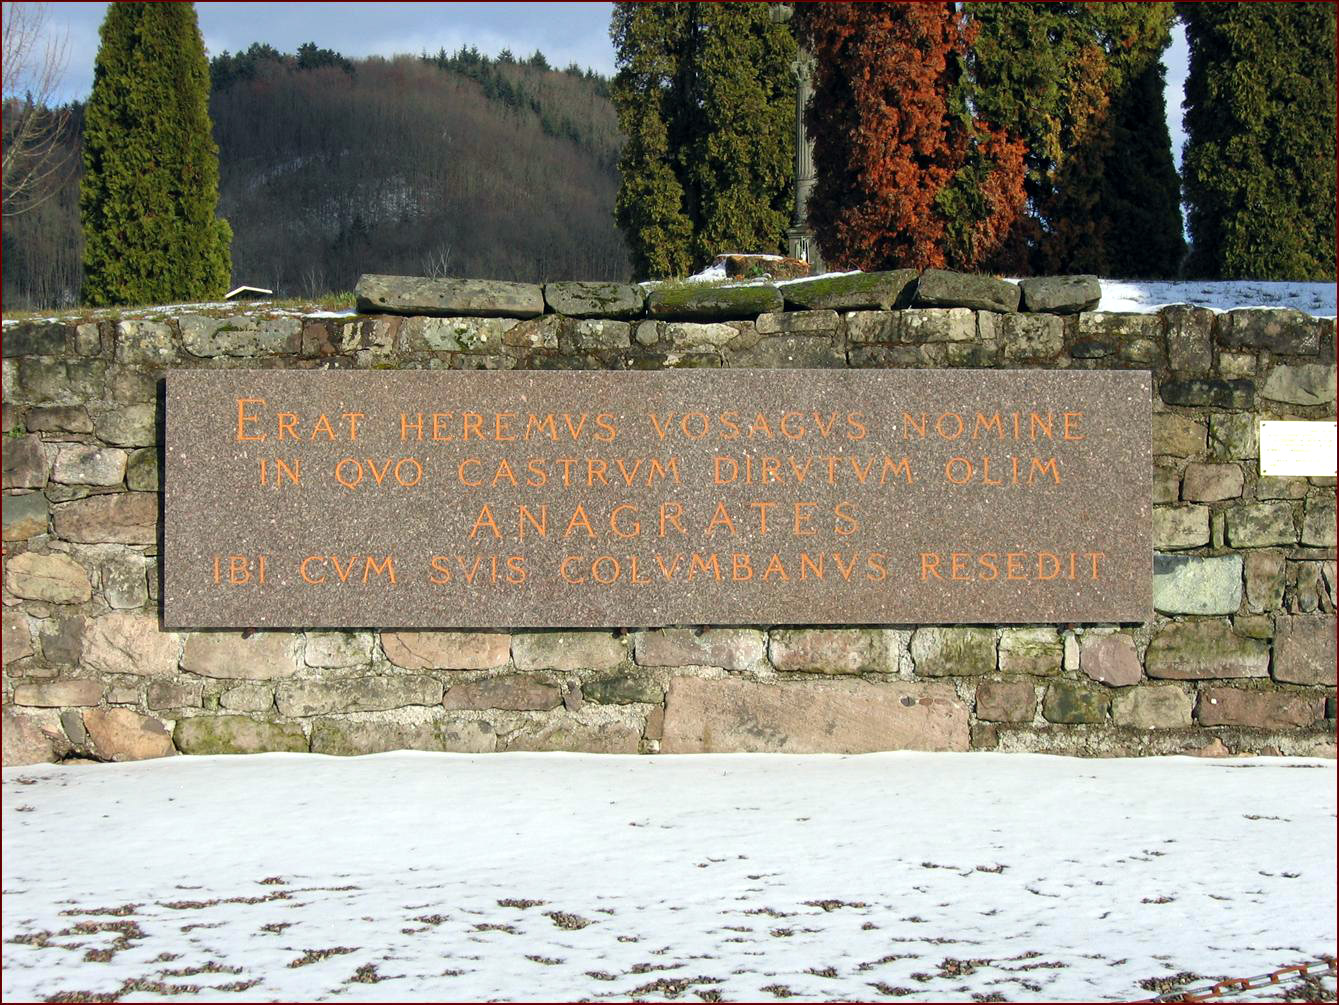 ERAT HEREMVS VOSAGVS NOMINE
IN QVO CASTRVM DIRVTVM OLIM
ANAGRATES
IBI CVM SVIS COLVMBANVS RESEDIT